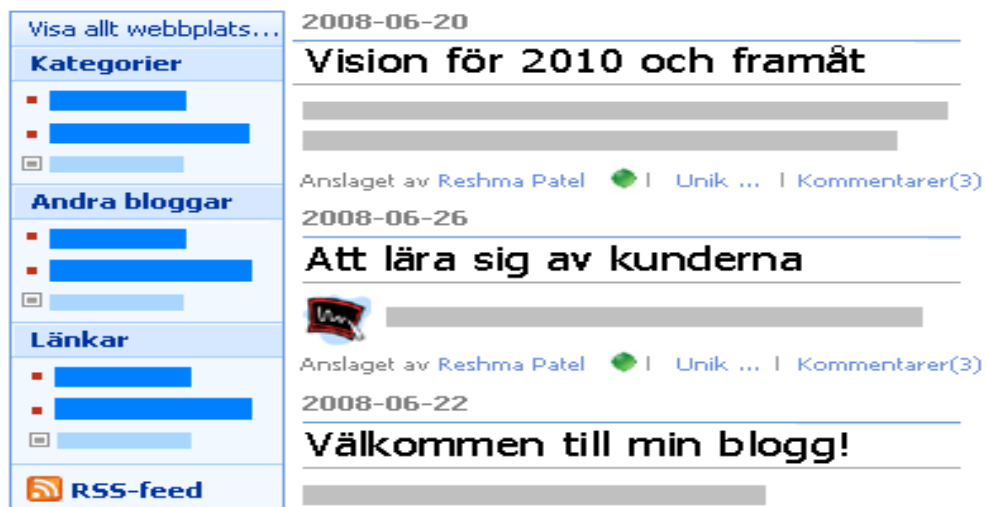 Visa allt webbplats...
Kategorier
Andra bloggar
Länkar
RSS-feed
2008-06-20
Vision för 2010 och framåt
Anslaget av Reshma Patel | Unik ... | Kommentarer(3)
2008-06-26
Att lära sig av kunderna
Anslaget av Reshma Patel | Unik ... | Kommentarer(3)
2008-06-22
Välkommen till min blogg!